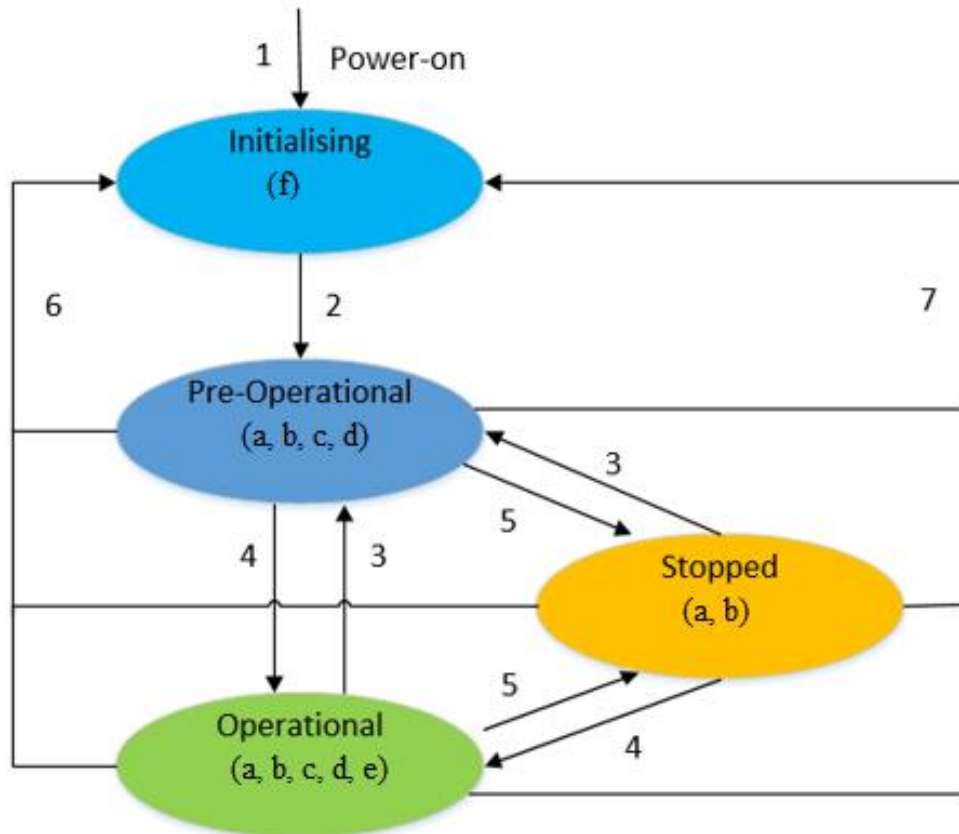 1 Power-on
Initialising
(f)
6
2
7
Pre-Operational
(a, b, c, d)
3
5
4
3
Stopped
(a, b)
5
4
Operational
(a, b, c, d, e)